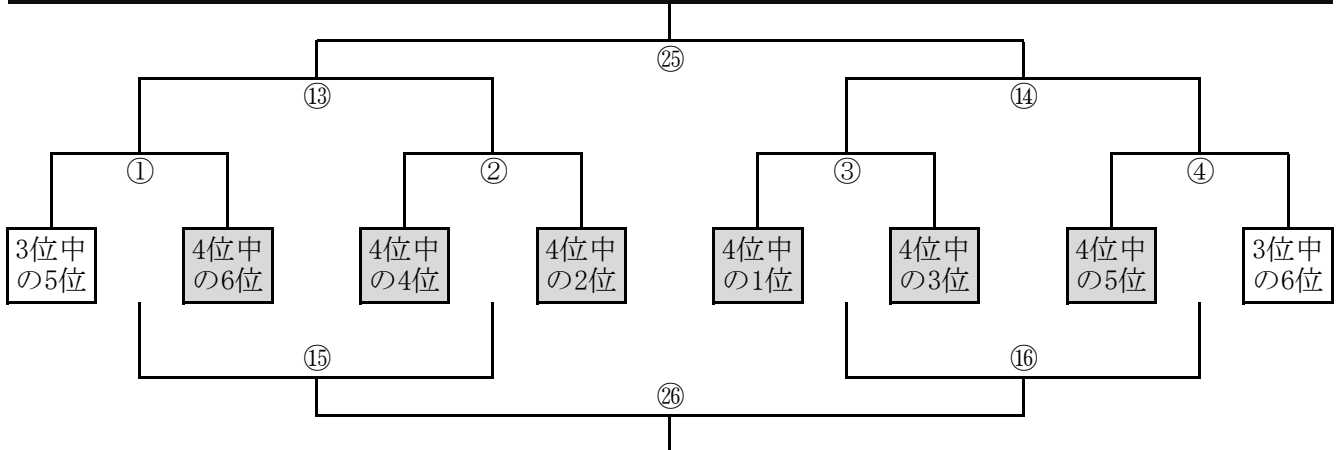 ㉕
⑬
⑭
①
②
③
④
3位中
の5位
4位中
の6位
4位中
の4位
4位中
の2位
4位中
の1位
4位中
の3位
4位中
の5位
3位中
の6位
⑮
⑯
㉖